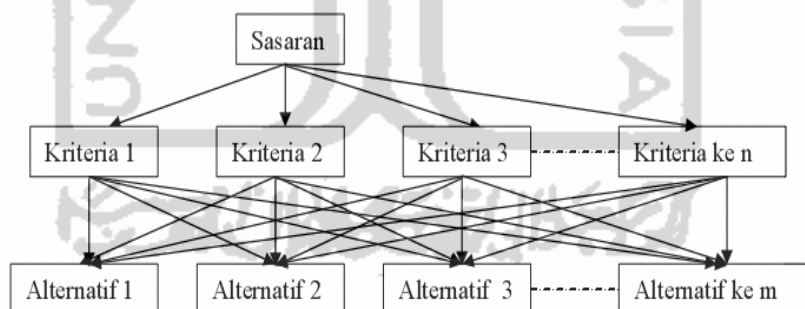 Sasaran
Kriteria 1 Kriteria 2 Kriteria 3 Kriteria ke n
Alternatif 1 Alternatif 2 Alternatif 3 Alternatif ke m